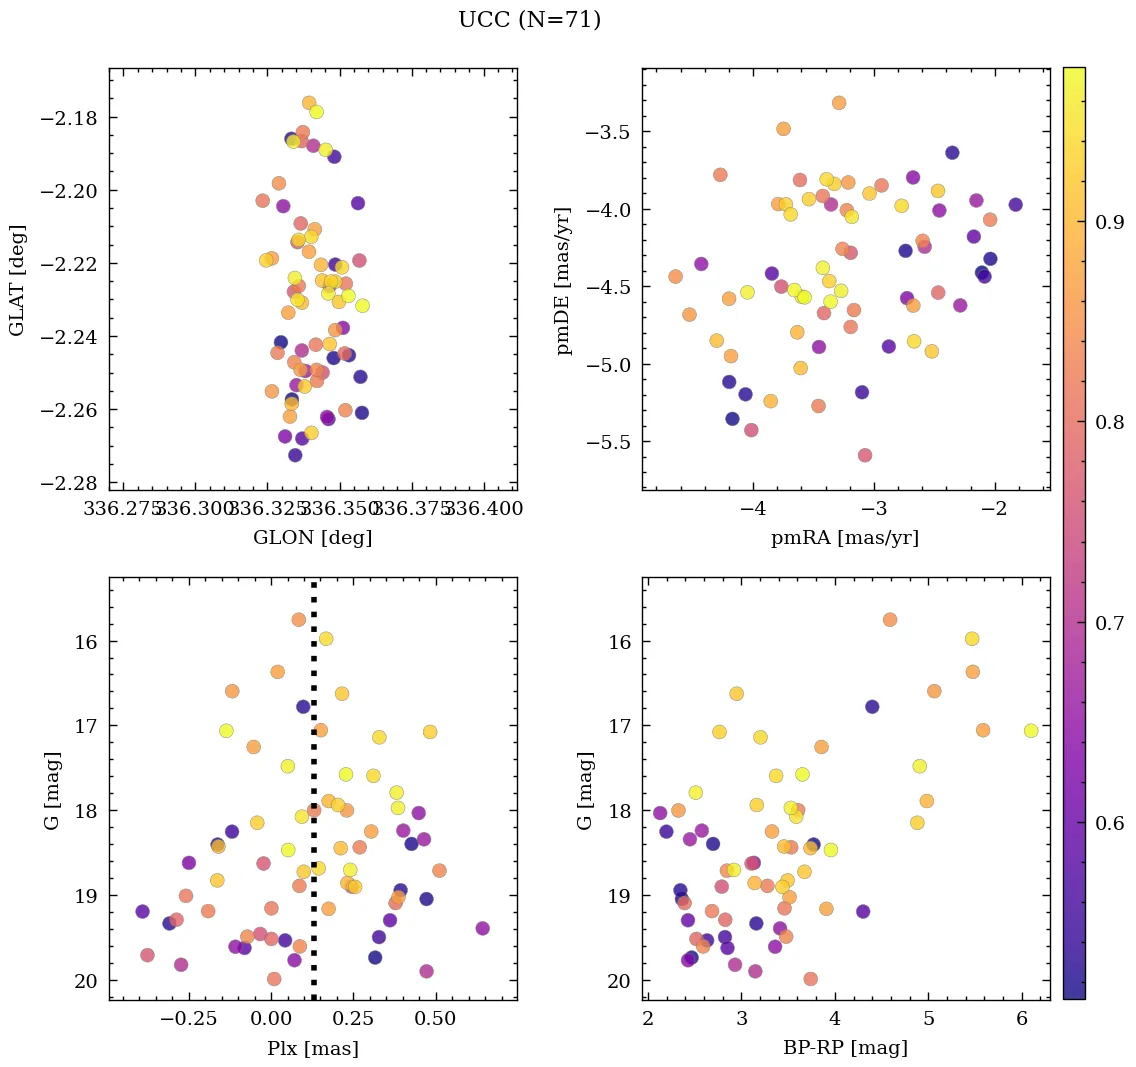 UCC (N=71)
−2.18
−2.20
−2.22
−2.24
−2.26
−2.28
GLAT [deg]
336.275 336.300 336.325 336.350 336.375 336.400
GLON [deg]
−3.5
−4.0
−4.5
−5.0
−5.5
pmDE [mas/yr]
−4 −3 −2
pmRA [mas/yr]
16
17
18
19
20
G [mag]
−0.25 0.00 0.25 0.50
Plx [mas]
16
17
18
19
20
G [mag]
2 3 4 5 6
BP-RP [mag]
0.9
0.8
0.7
0.6